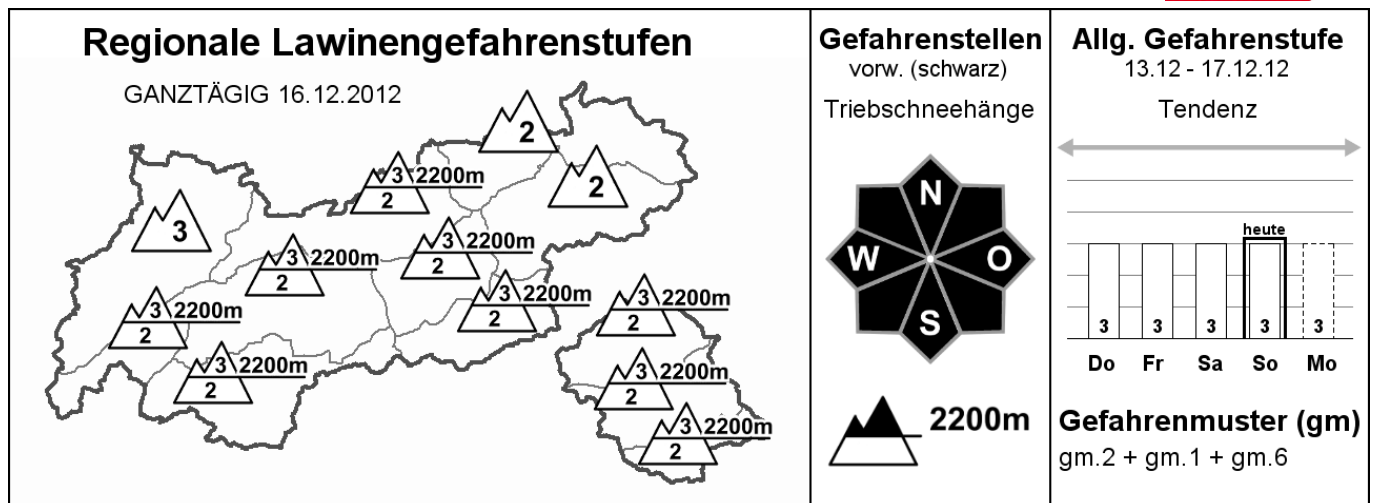 Regionale Lawinengefahrenstufen
GANZTÄGIG 16.12.2012
2
2
3 2200m
2
3
3 2200m
2
3 2200m
2
3 2200m
2
3 2200m
2
3 2200m
2
3 2200m
2
3 2200m
2
3 2200m
2
Gefahrenstellen
vorw. (schwarz)
Triebschneehänge
N
W O
S
2200m
Allg. Gefahrenstufe
13.12 - 17.12.12
Tendenz
heute
3 3 3 3 3
Do Fr Sa So Mo
Gefahrenmuster (gm)
gm.2 + gm.1 + gm.6